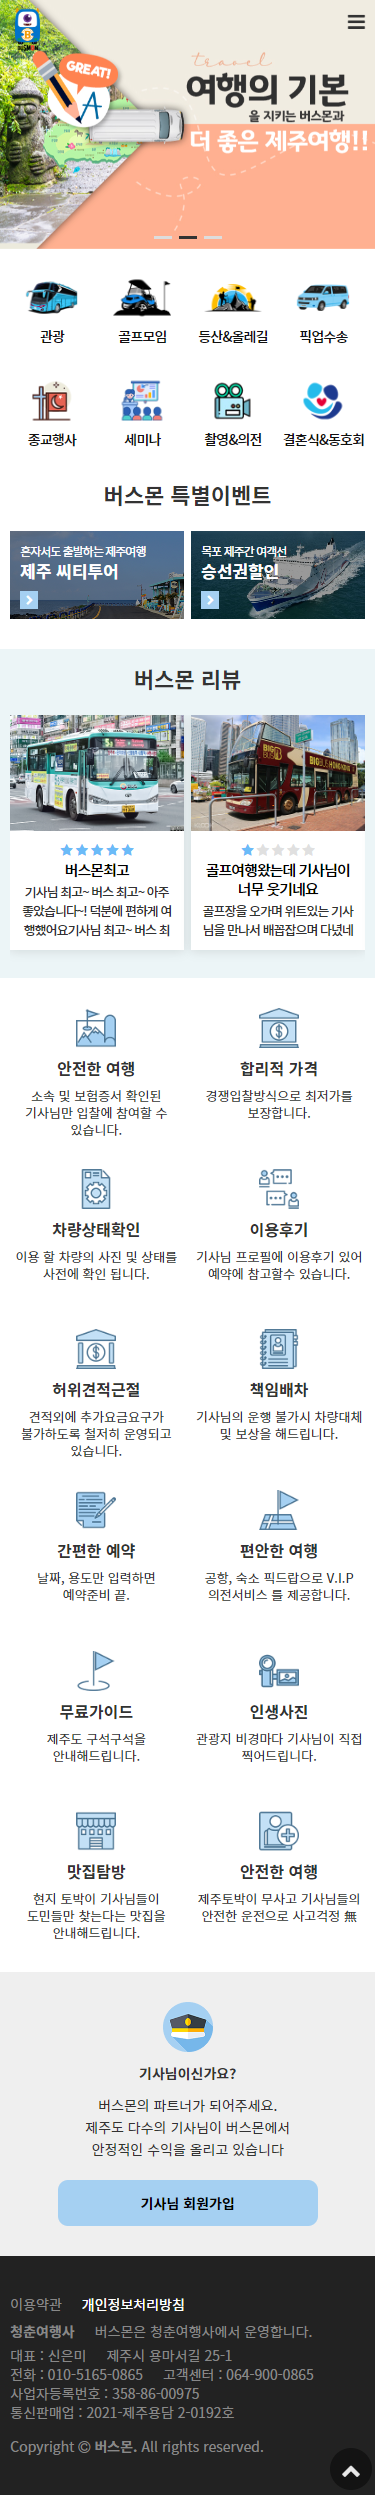 travel
GREAT!
A
여행의 기본
을 지키는 버스몬과
더 좋은 제주여행!!
관광
골프모임
등산&올레길
픽업수송
종교행사
세미나
촬영&의전
결혼식&동호회
버스몬 특별이벤트
혼자서도 출발하는 제주여행
제주 씨티투어
목포 제주간 여객선
승선권할인
버스몬 리뷰
버스몬최고
기사님 최고~ 버스 최고~ 아주
좋았습니다~! 덕분에 편하게 여
행했어요기사님 최고~ 버스 최
골프여행왔는데 기사님이
너무 웃기네요
골프장을 오가며 위트있는 기사
님을 만나서 배꼽잡으며 다녔네
안전한 여행
소속 및 보험증서 확인된
기사님만 입찰에 참여할 수
있습니다.
합리적 가격
경쟁입찰방식으로 최저가를
보장합니다.
차량상태확인
이용 할 차량의 사진 및 상태를
사전에 확인 됩니다.
이용후기
기사님 프로필에 이용후기 있어
예약에 참고할수 있습니다.
허위견적근절
견적외에 추가요금요구가
불가하도록 철저히 운영되고
있습니다.
책임배차
기사님의 운행 불가시 차량대체
및 보상을 해드립니다.
간편한 예약
날짜, 용도만 입력하면
예약준비 끝.
편안한 여행
공항, 숙소 픽드랍으로 V.I.P
의전서비스 를 제공합니다.
무료가이드
제주도 구석구석을
안내해드립니다.
인생사진
관광지 비경마다 기사님이 직접
찍어드립니다.
맛집탐방
현지 토박이 기사님들이
도민들만 찾는다는 맛집을
안내해드립니다.
안전한 여행
제주토박이 무사고 기사님들의
안전한 운전으로 사고걱정 無
기사님이신가요?
버스몬의 파트너가 되어주세요.
제주도 다수의 기사님이 버스몬에서
안정적인 수익을 올리고 있습니다
기사님 회원가입
이용약관 개인정보처리방침
청춘여행사 버스몬은 청춘여행사에서 운영합니다.
대표 : 신은미 제주시 용마서길 25-1
전화 : 010-5165-0865 고객센터 : 064-900-0865
사업자등록번호 : 358-86-00975
통신판매업 : 2021-제주용담 2-0192호
Copyright © 버스몬. All rights reserved.